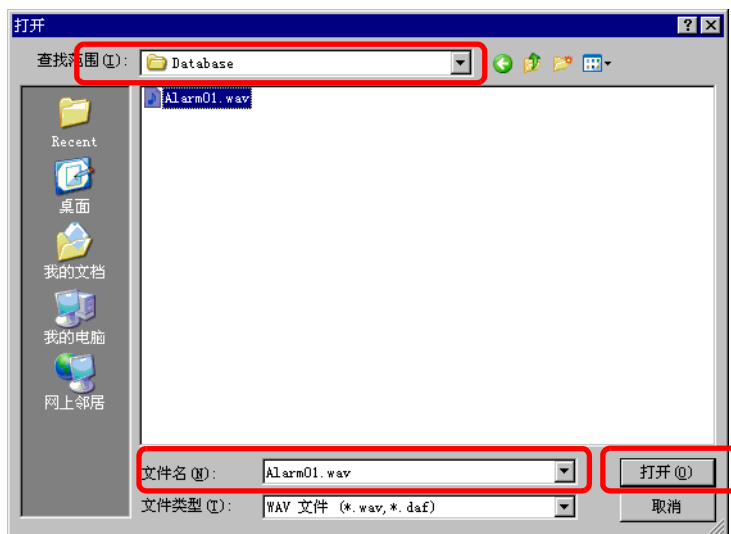 打开
查找范围(I): Database
Alarm01.wav
Recent
桌面
我的文档
我的电脑
网上邻居
文件名(N): Alarm01.wav 打开(O)
文件类型(T): WAV 文件 (*.wav,*.daf) 取消